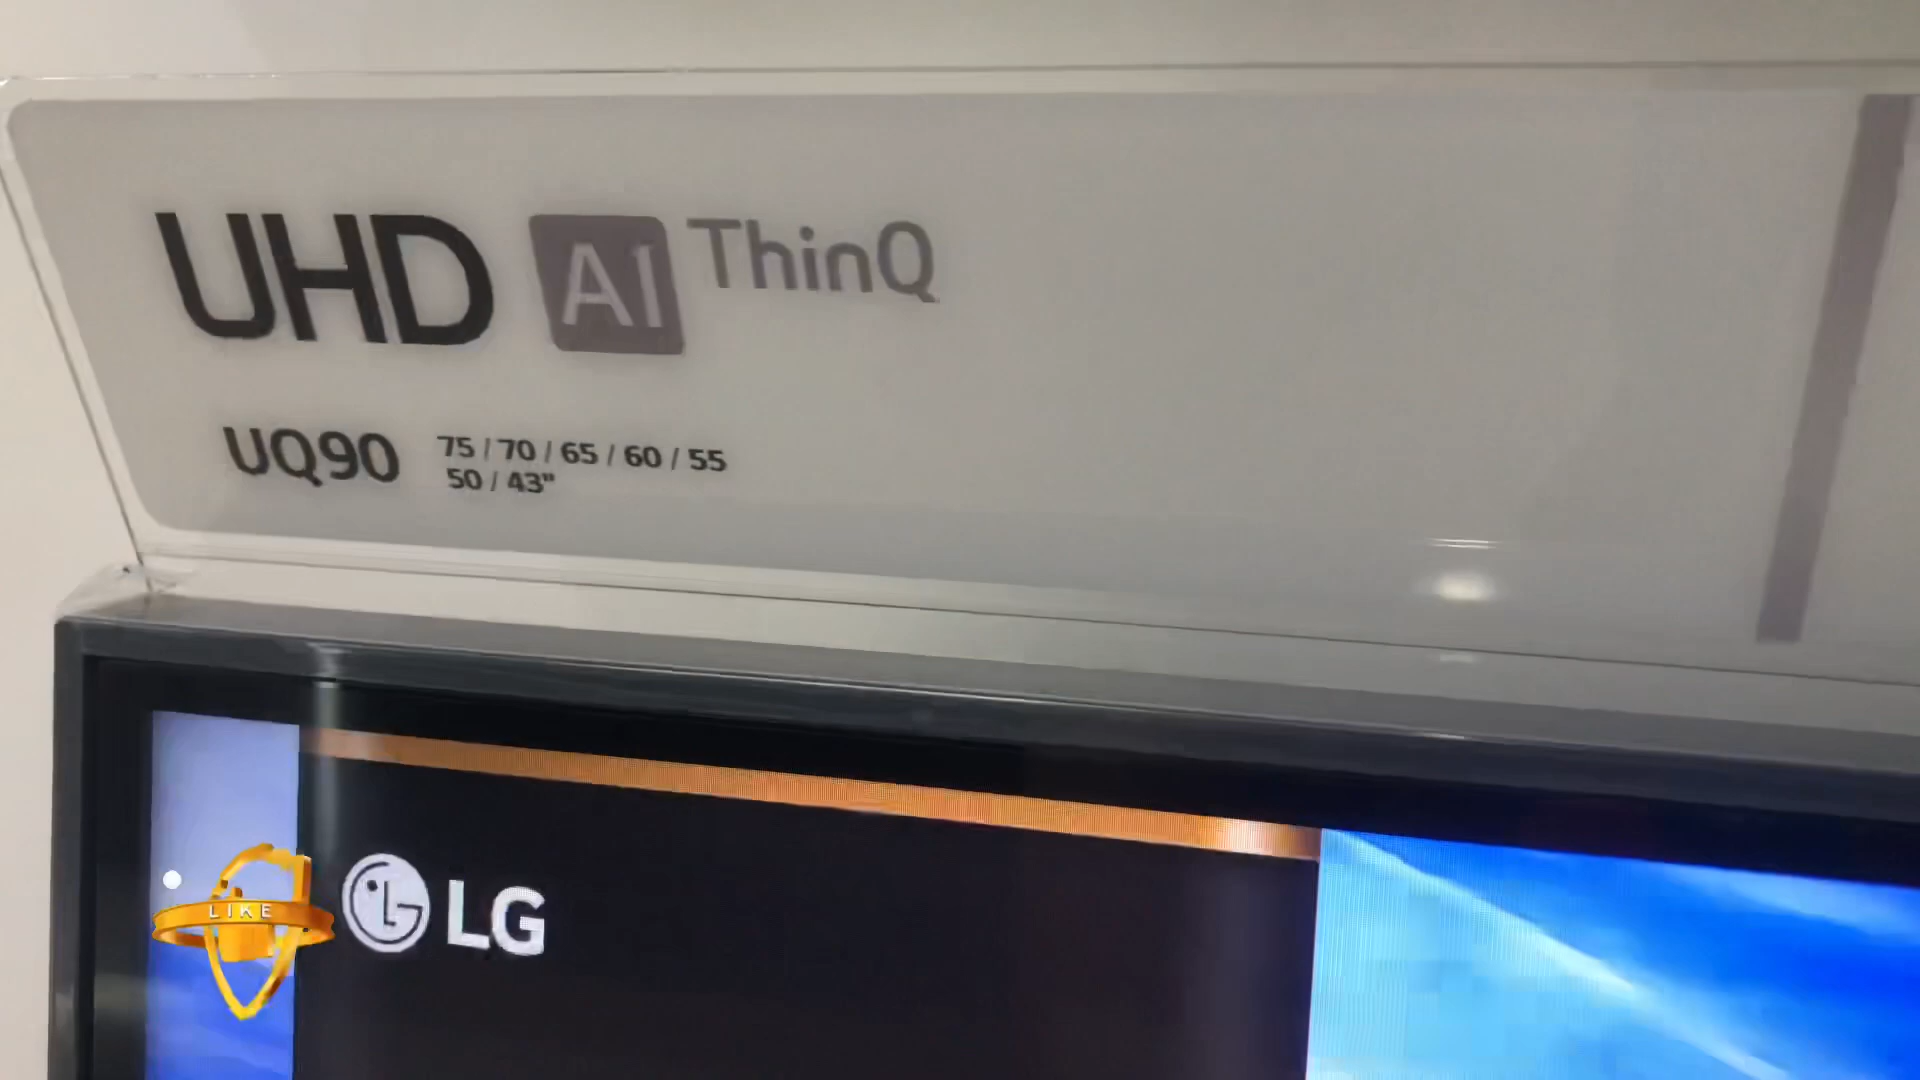 UHD AI ThinQ
UQ90 75 / 70 / 65 / 60 / 55
50 / 43"
LIKE
LG